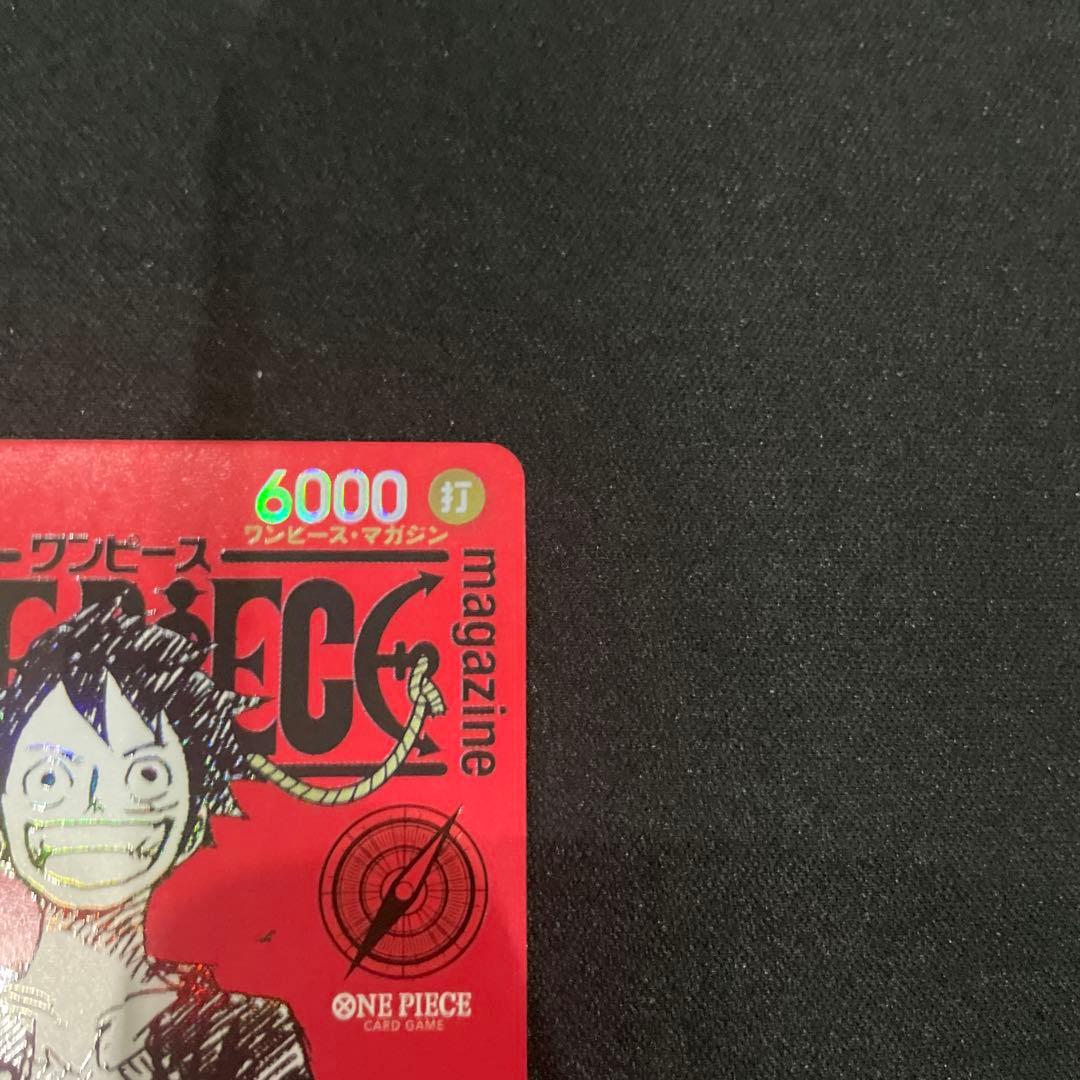 6000 打
ワンピース・マガジン
ワンピース
PIECE
magazine
ONE PIECE
CARD GAME